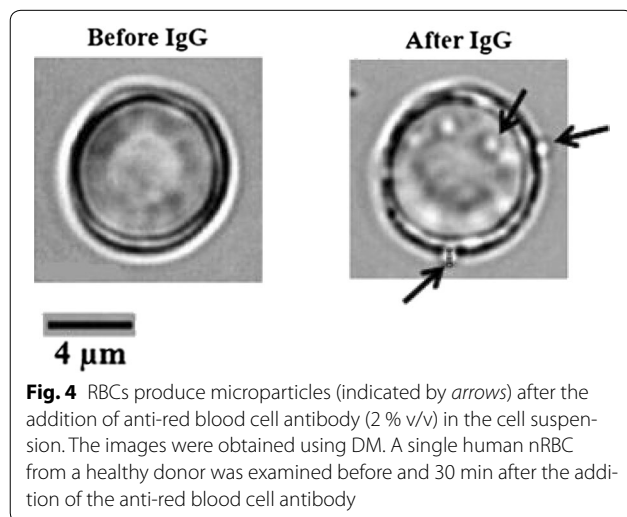 Before IgG
After IgG
4 µm
Fig. 4 RBCs produce microparticles (indicated by arrows) after the
addition of anti-red blood cell antibody (2 % v/v) in the cell suspen-
sion. The images were obtained using DM. A single human nRBC
from a healthy donor was examined before and 30 min after the addi-
tion of the anti-red blood cell antibody